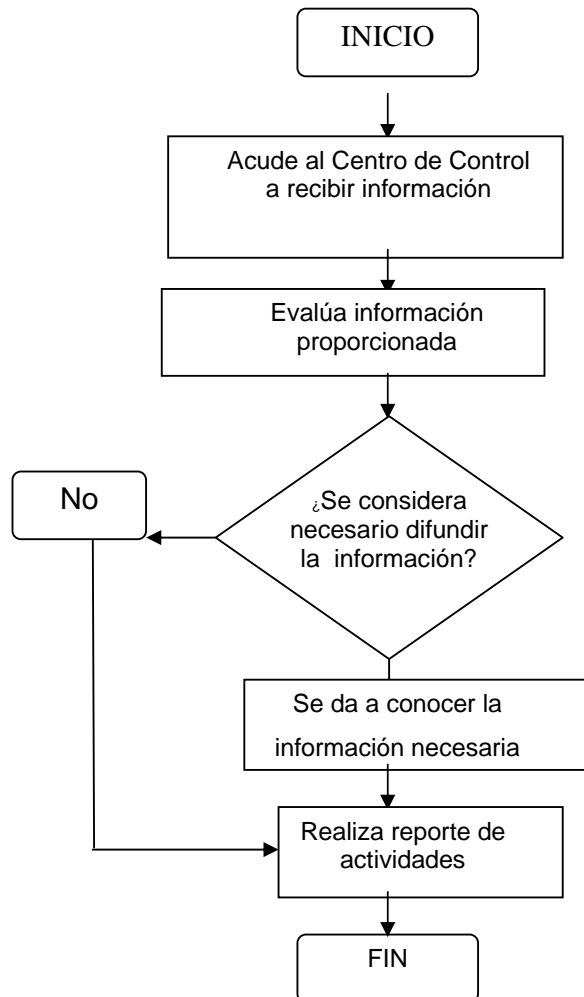 INICIO
Acude al Centro de Control
a recibir información
Evalúa información
proporcionada
¿Se considera
necesario difundir
la información?
No
Se da a conocer la
información necesaria
Realiza reporte de
actividades
FIN